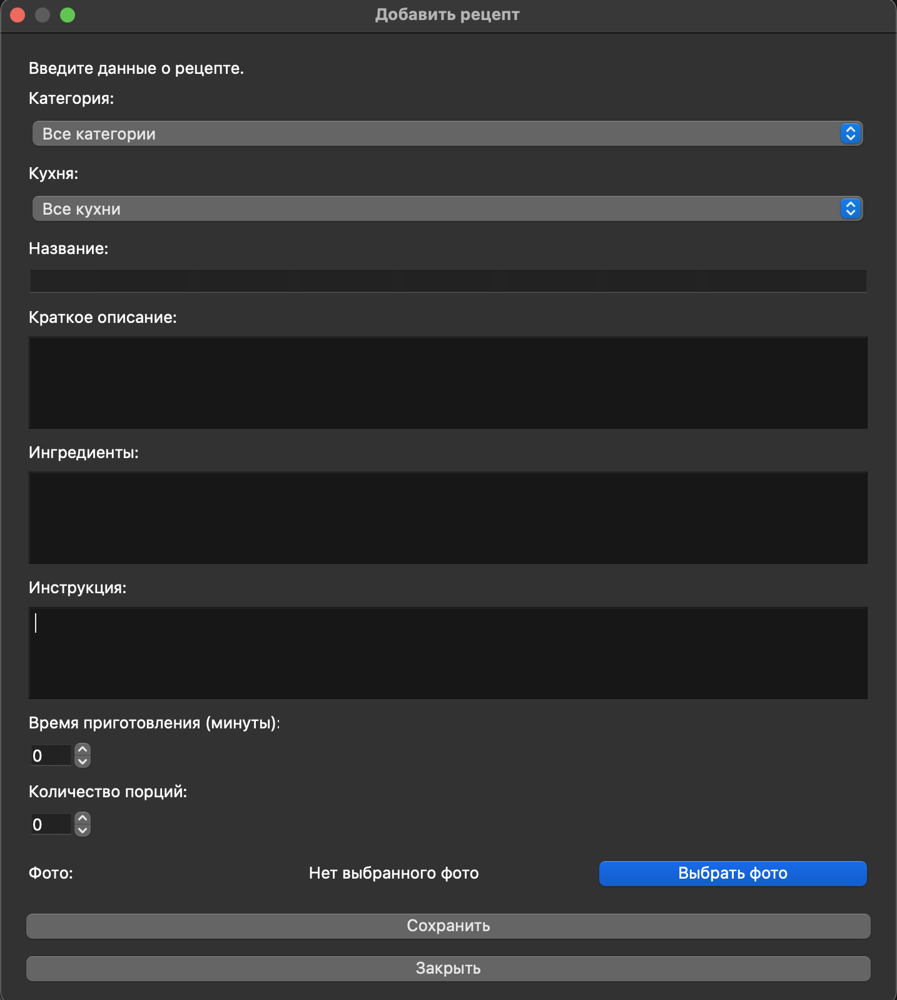 Добавить рецепт
Введите данные о рецепте.
Категория:
Все категории
Кухня:
Все кухни
Название:
Краткое описание:
Ингредиенты:
Инструкция:
Время приготовления (минуты):
0
Количество порций:
0
Фото: Нет выбранного фото Выбрать фото
Сохранить
Закрыть